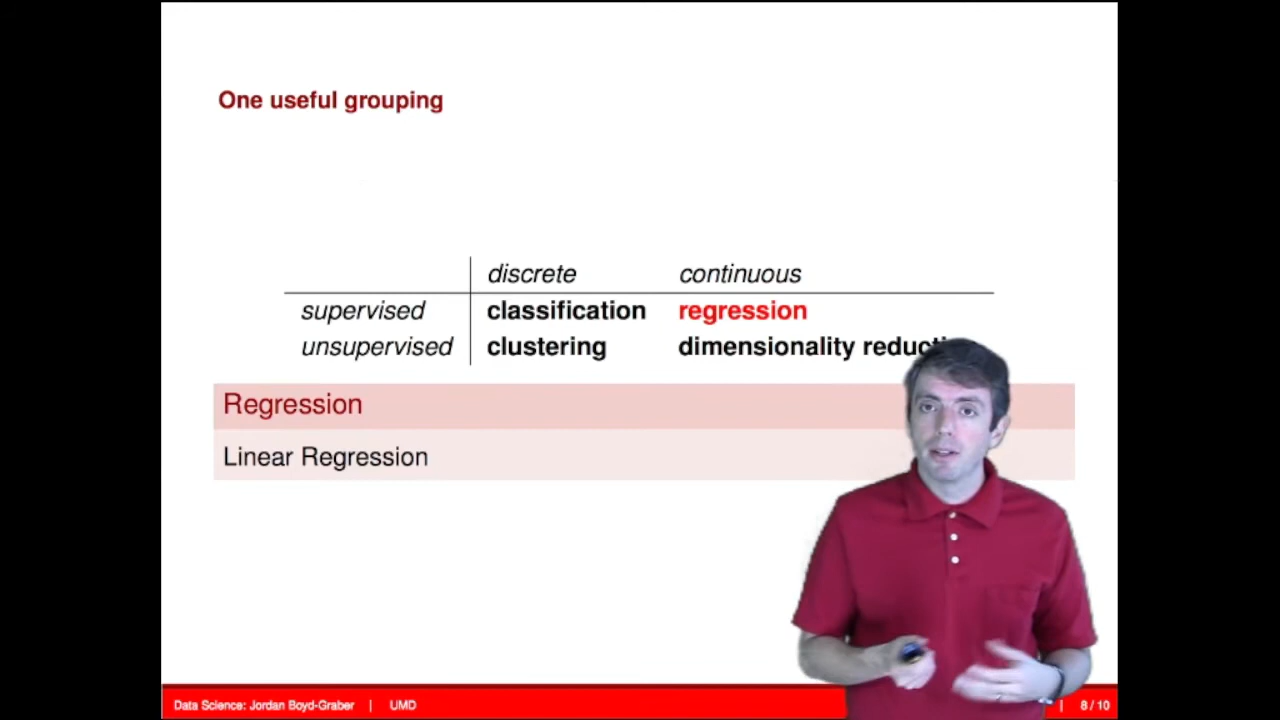 One useful grouping
discrete continuous
supervised classification regression
unsupervised clustering dimensionality
Regression
Linear Regression
Data Science: Jordan Boyd-Graber | UMD | 8 / 10